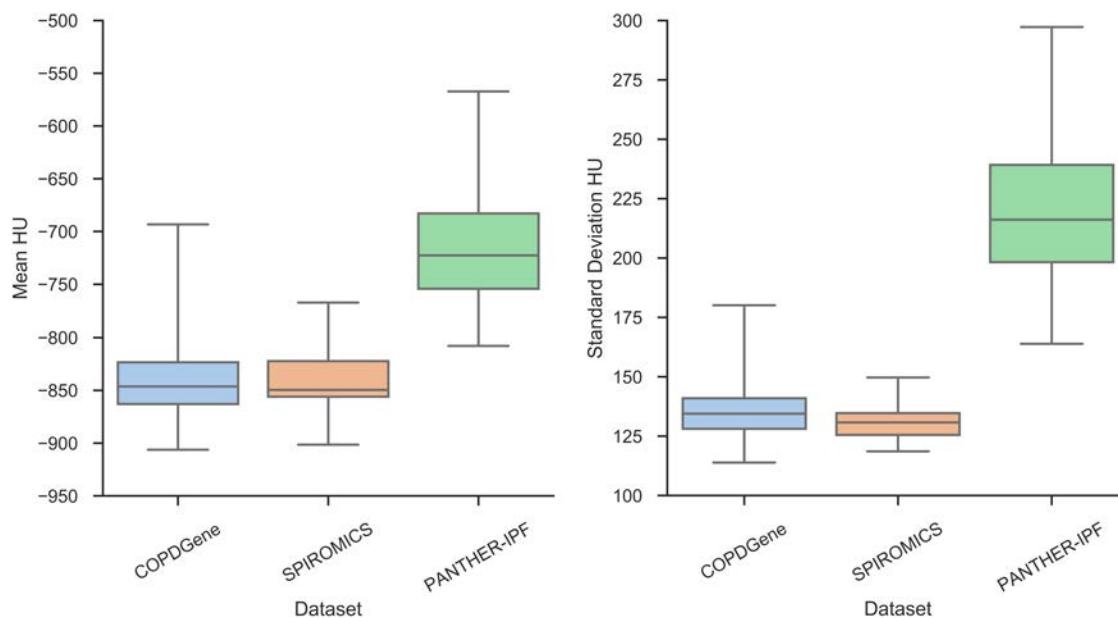 Mean HU
−500
−550
−600
−650
−700
−750
−800
−850
−900
−950
COPDGene
SPIROMICS
PANTHER-IPF
Dataset
Standard Deviation HU
300
275
250
225
200
175
150
125
100
COPDGene
SPIROMICS
PANTHER-IPF
Dataset